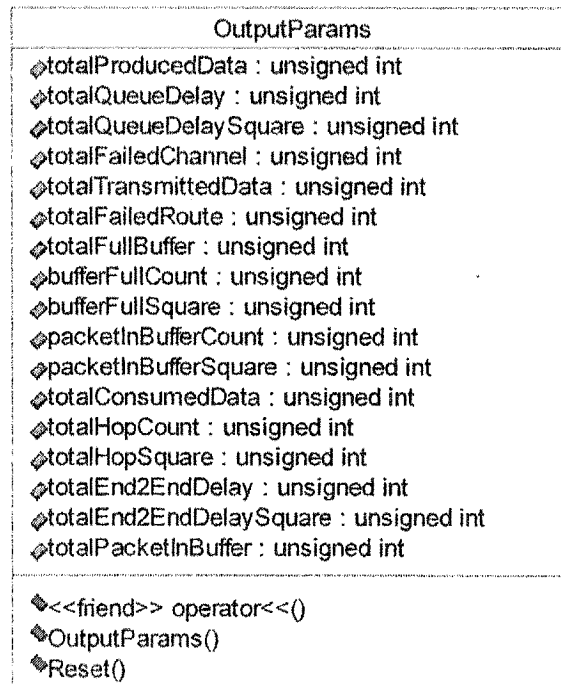 OutputParams
totalProducedData : unsigned int
totalQueueDelay : unsigned int
totalQueueDelaySquare : unsigned int
totalFailedChannel : unsigned int
totalTransmittedData : unsigned int
totalFailedRoute : unsigned int
totalFullBuffer : unsigned int
bufferFullCount : unsigned int
bufferFullSquare : unsigned int
packetInBufferCount : unsigned int
packetInBufferSquare : unsigned int
totalConsumedData : unsigned int
totalHopCount : unsigned int
totalHopSquare : unsigned int
totalEnd2EndDelay : unsigned int
totalEnd2EndDelaySquare : unsigned int
totalPacketInBuffer : unsigned int
<<friend>> operator<<()
OutputParams()
Reset()